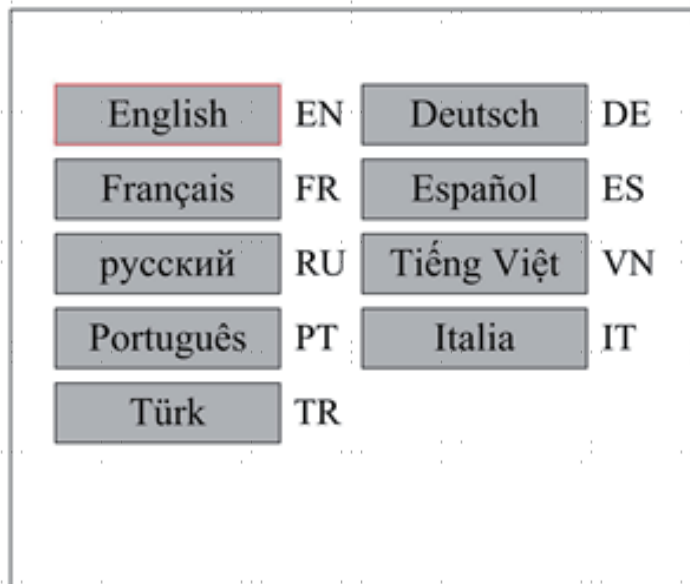 English EN Deutsch DE
Français FR Español ES
русский RU Tiếng Việt VN
Português PT Italia IT
Türk TR